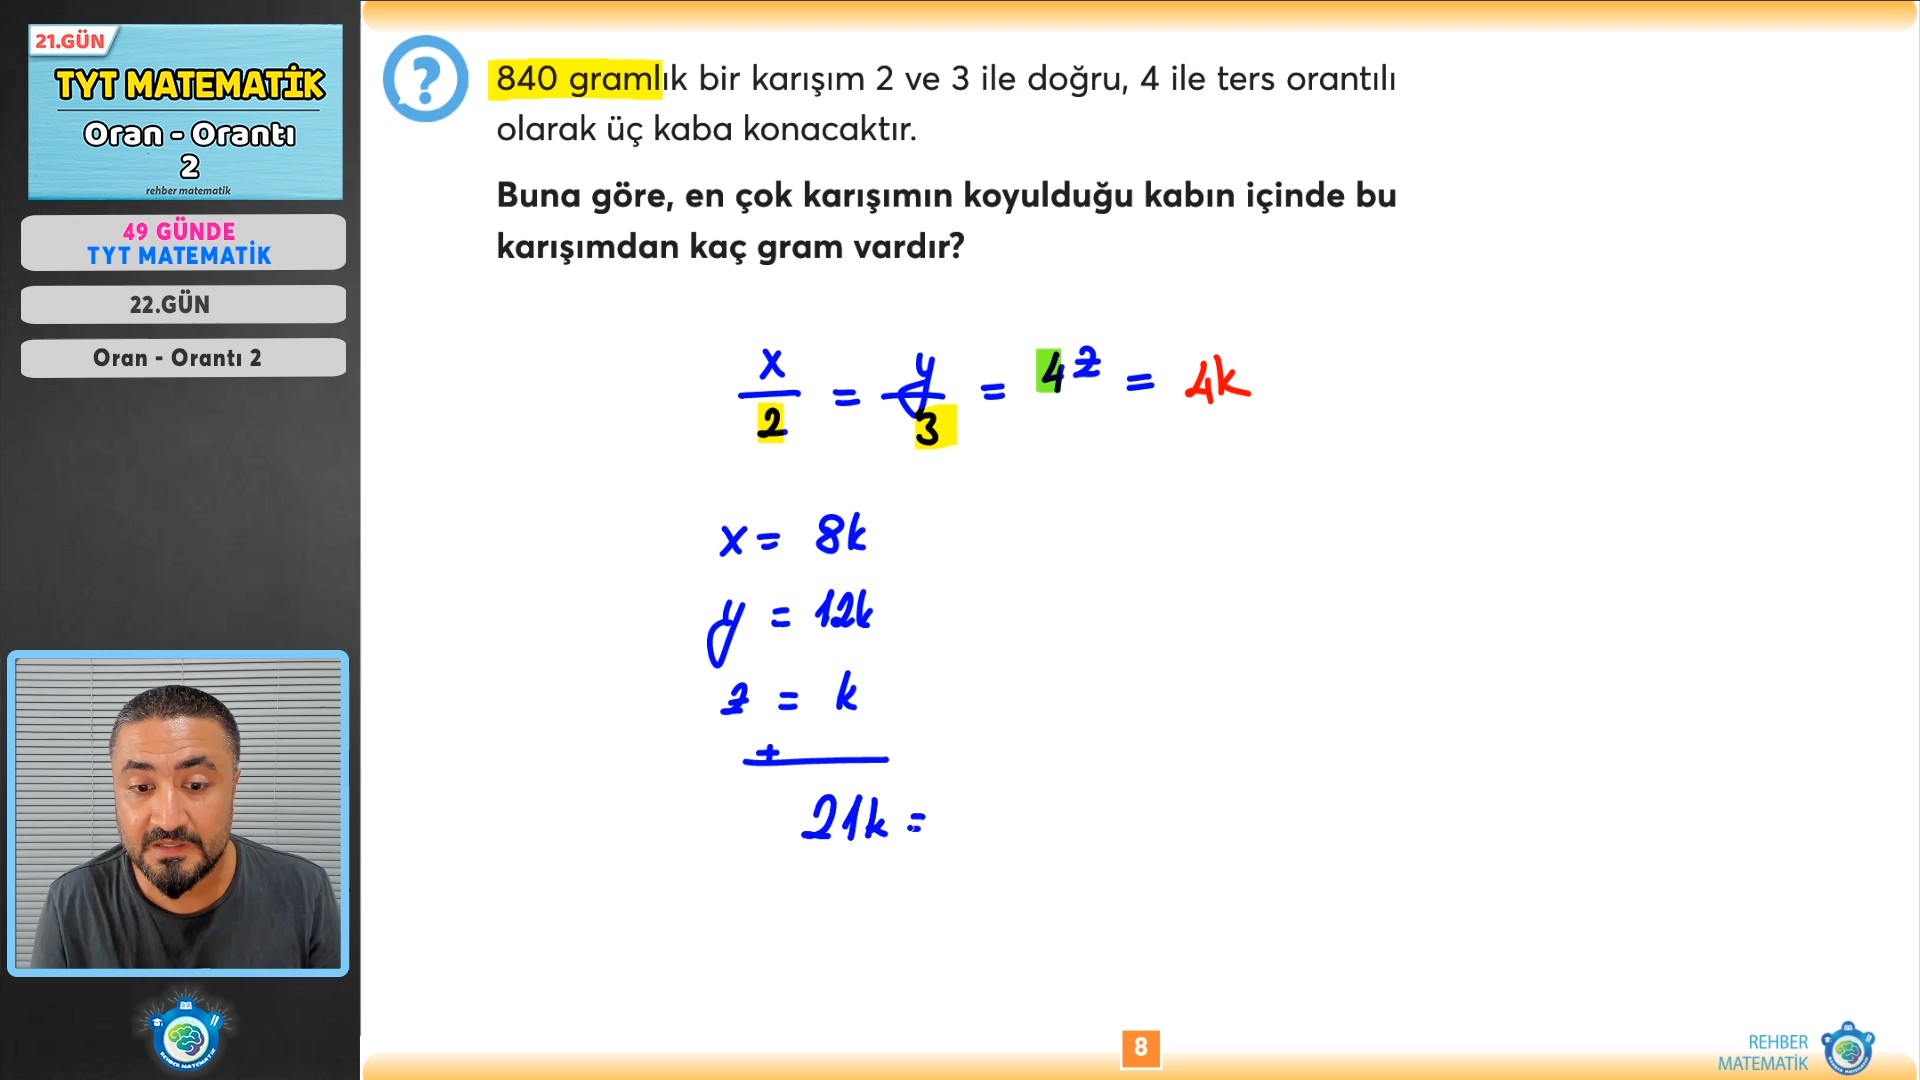 21.GÜN
TYT MATEMATİK
Oran - Orantı
2
rehber matematik
49 GÜNDE
TYT MATEMATİK
22.GÜN
Oran - Orantı 2
REHBER MATEMATİK
?
840 gramlık bir karışım 2 ve 3 ile doğru, 4 ile ters orantılı
olarak üç kaba konacaktır.
Buna göre, en çok karışımın koyulduğu kabın içinde bu
karışımdan kaç gram vardır?
x/2 = y/3 = 4z = 4k
x = 8k
y = 12k
z = k
+
21k =
8
REHBER
MATEMATİK